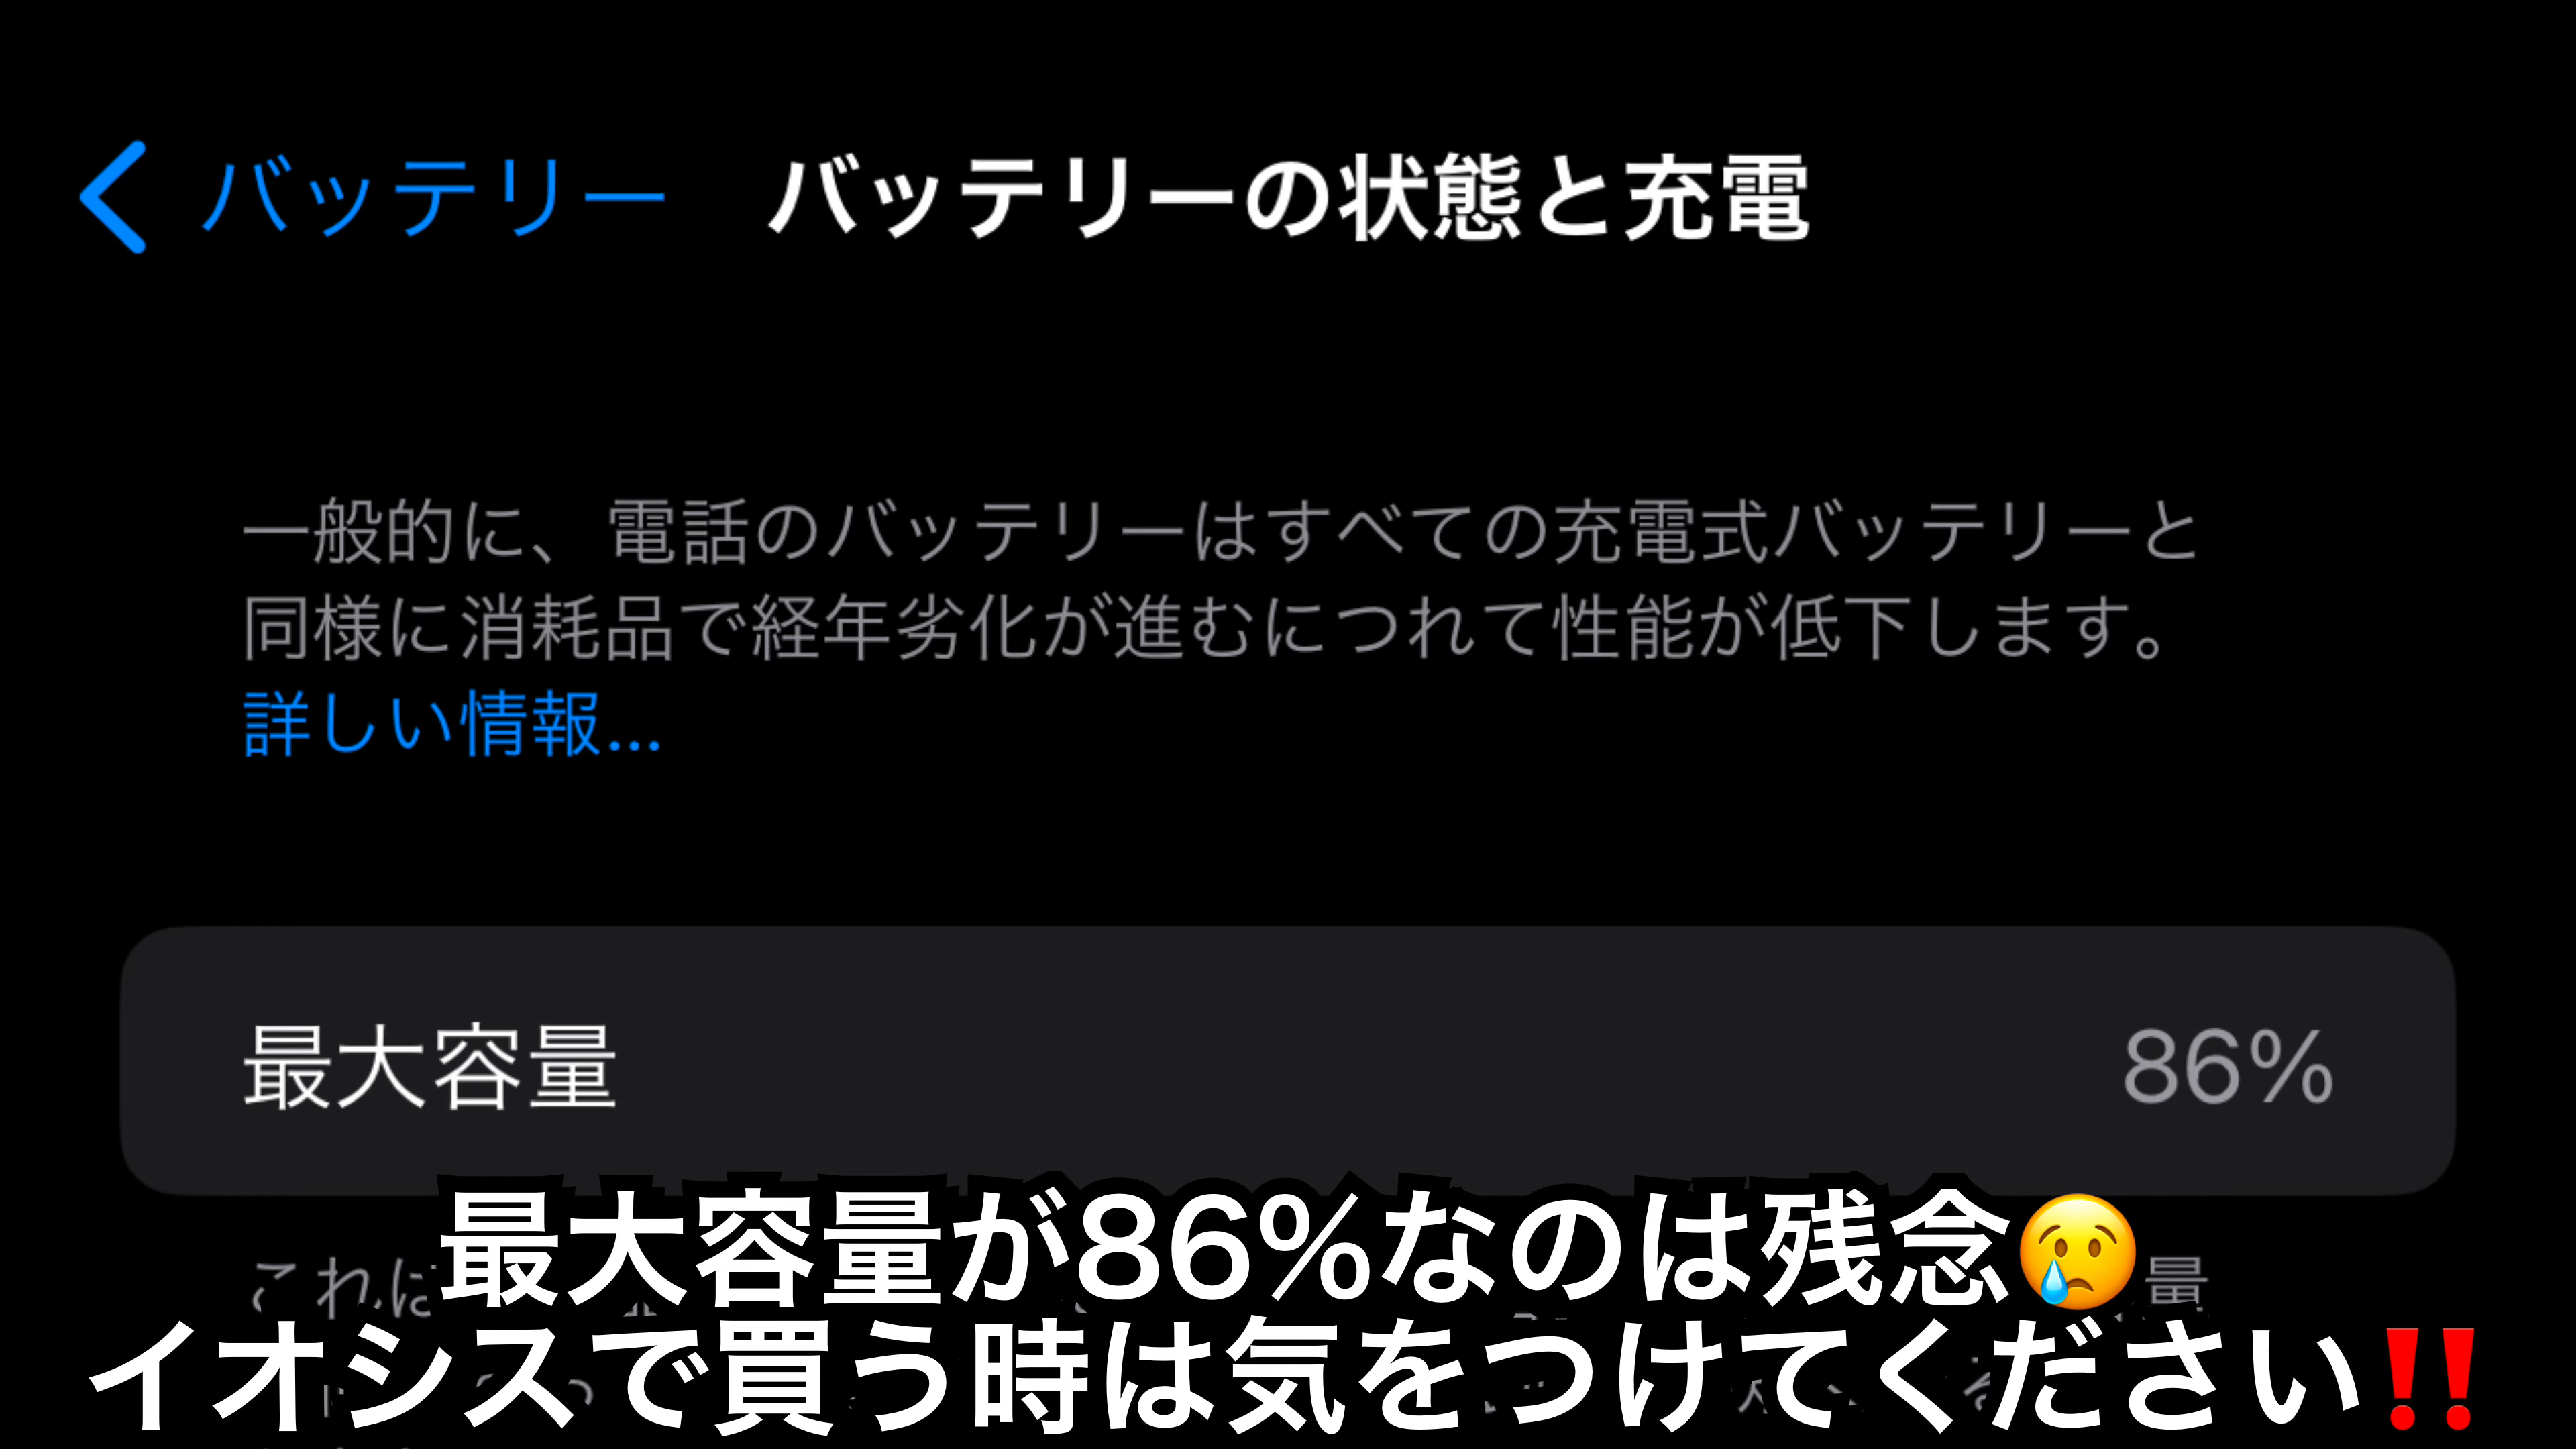 バッテリー バッテリーの状態と充電
一般的に、電話のバッテリーはすべての充電式バッテリーと
同様に消耗品で経年劣化が進むにつれて性能が低下します。
詳しい情報...
最大容量 86%
最大容量が86%なのは残念😢
これは 量
イオシスで買う時は気をつけてください‼️